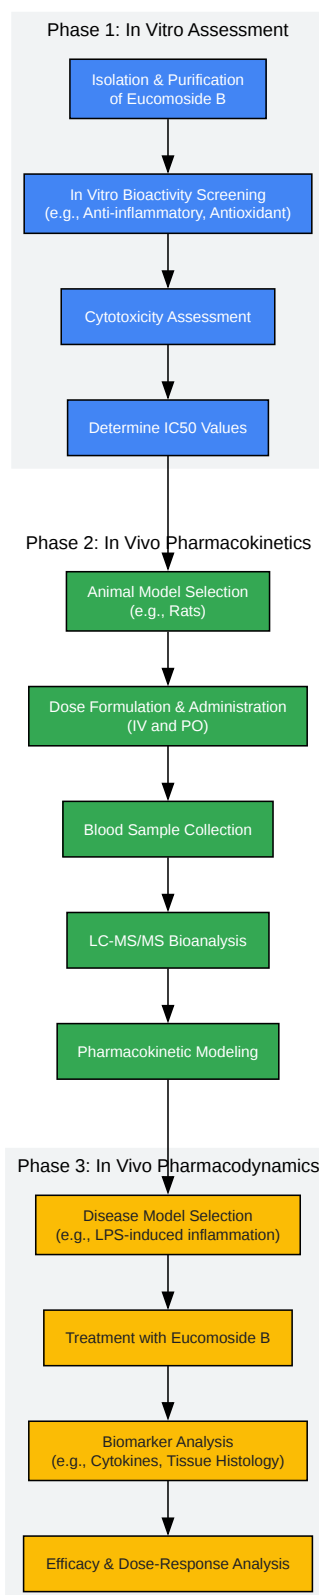 Phase 1: In Vitro Assessment
Isolation & Purification
of Eucomoside B
In Vitro Bioactivity Screening
(e.g., Anti-inflammatory, Antioxidant)
Cytotoxicity Assessment
Determine IC50 Values
Phase 2: In Vivo Pharmacokinetics
Animal Model Selection
(e.g., Rats)
Dose Formulation & Administration
(IV and PO)
Blood Sample Collection
LC-MS/MS Bioanalysis
Pharmacokinetic Modeling
Phase 3: In Vivo Pharmacodynamics
Disease Model Selection
(e.g., LPS-induced inflammation)
Treatment with Eucomoside B
Biomarker Analysis
(e.g., Cytokines, Tissue Histology)
Efficacy & Dose-Response Analysis